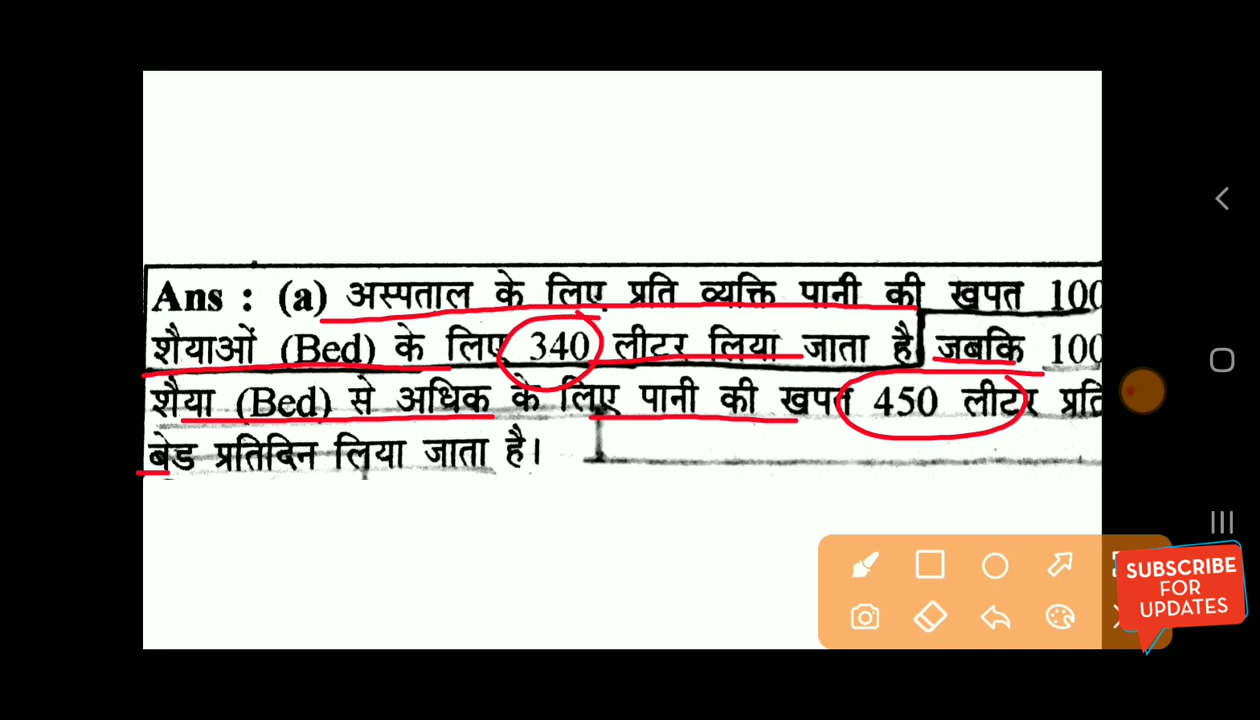 Ans : (a) अस्पताल के लिए प्रति व्यक्ति पानी की खपत 100
शैयाओं (Bed) के लिए 340 लीटर लिया जाता है जबकि 100
शैया (Bed) से अधिक के लिए पानी की खपत 450 लीटर प्रति
बेड प्रतिदिन लिया जाता है।
SUBSCRIBE
FOR
UPDATES